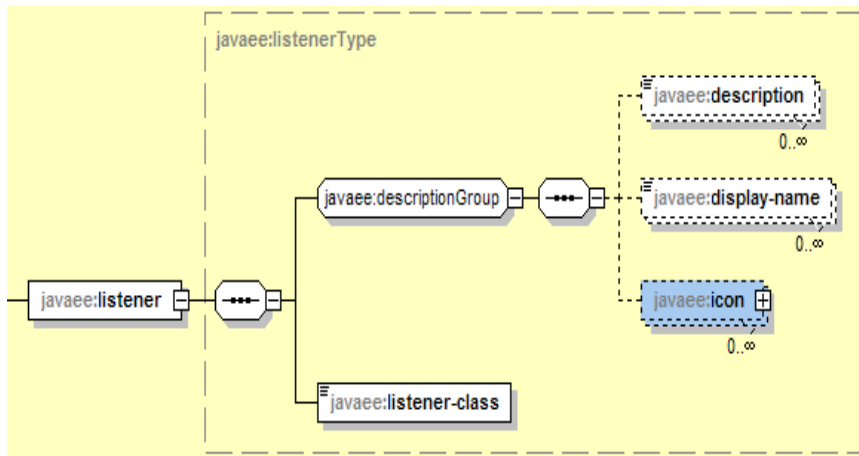 javaee:listenerType
javaee:description
0..∞
javaee:descriptionGroup
javaee:display-name
0..∞
javaee:listener
javaee:icon
0..∞
javaee:listener-class